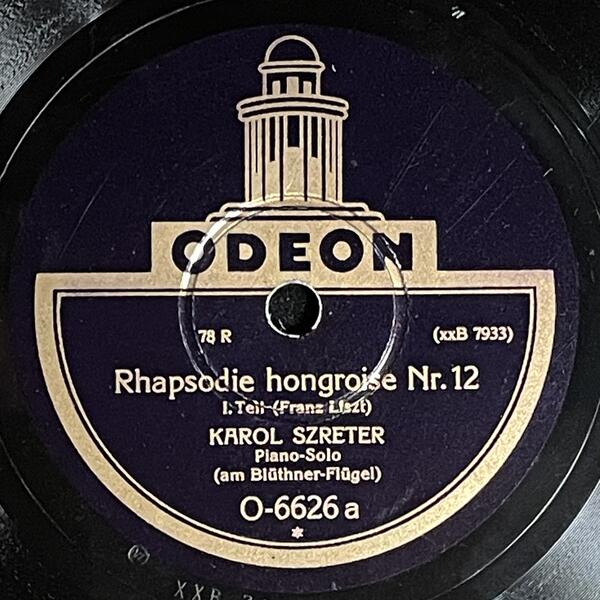 ODEON
78 R (xxB 7933)
Rhapsodie hongroise Nr. 12
I. Teil (Franz Liszt)
KAROL SZRETER
Piano-Solo
(am Blüthner-Flügel)
O-6626 a
*
(W) XXB